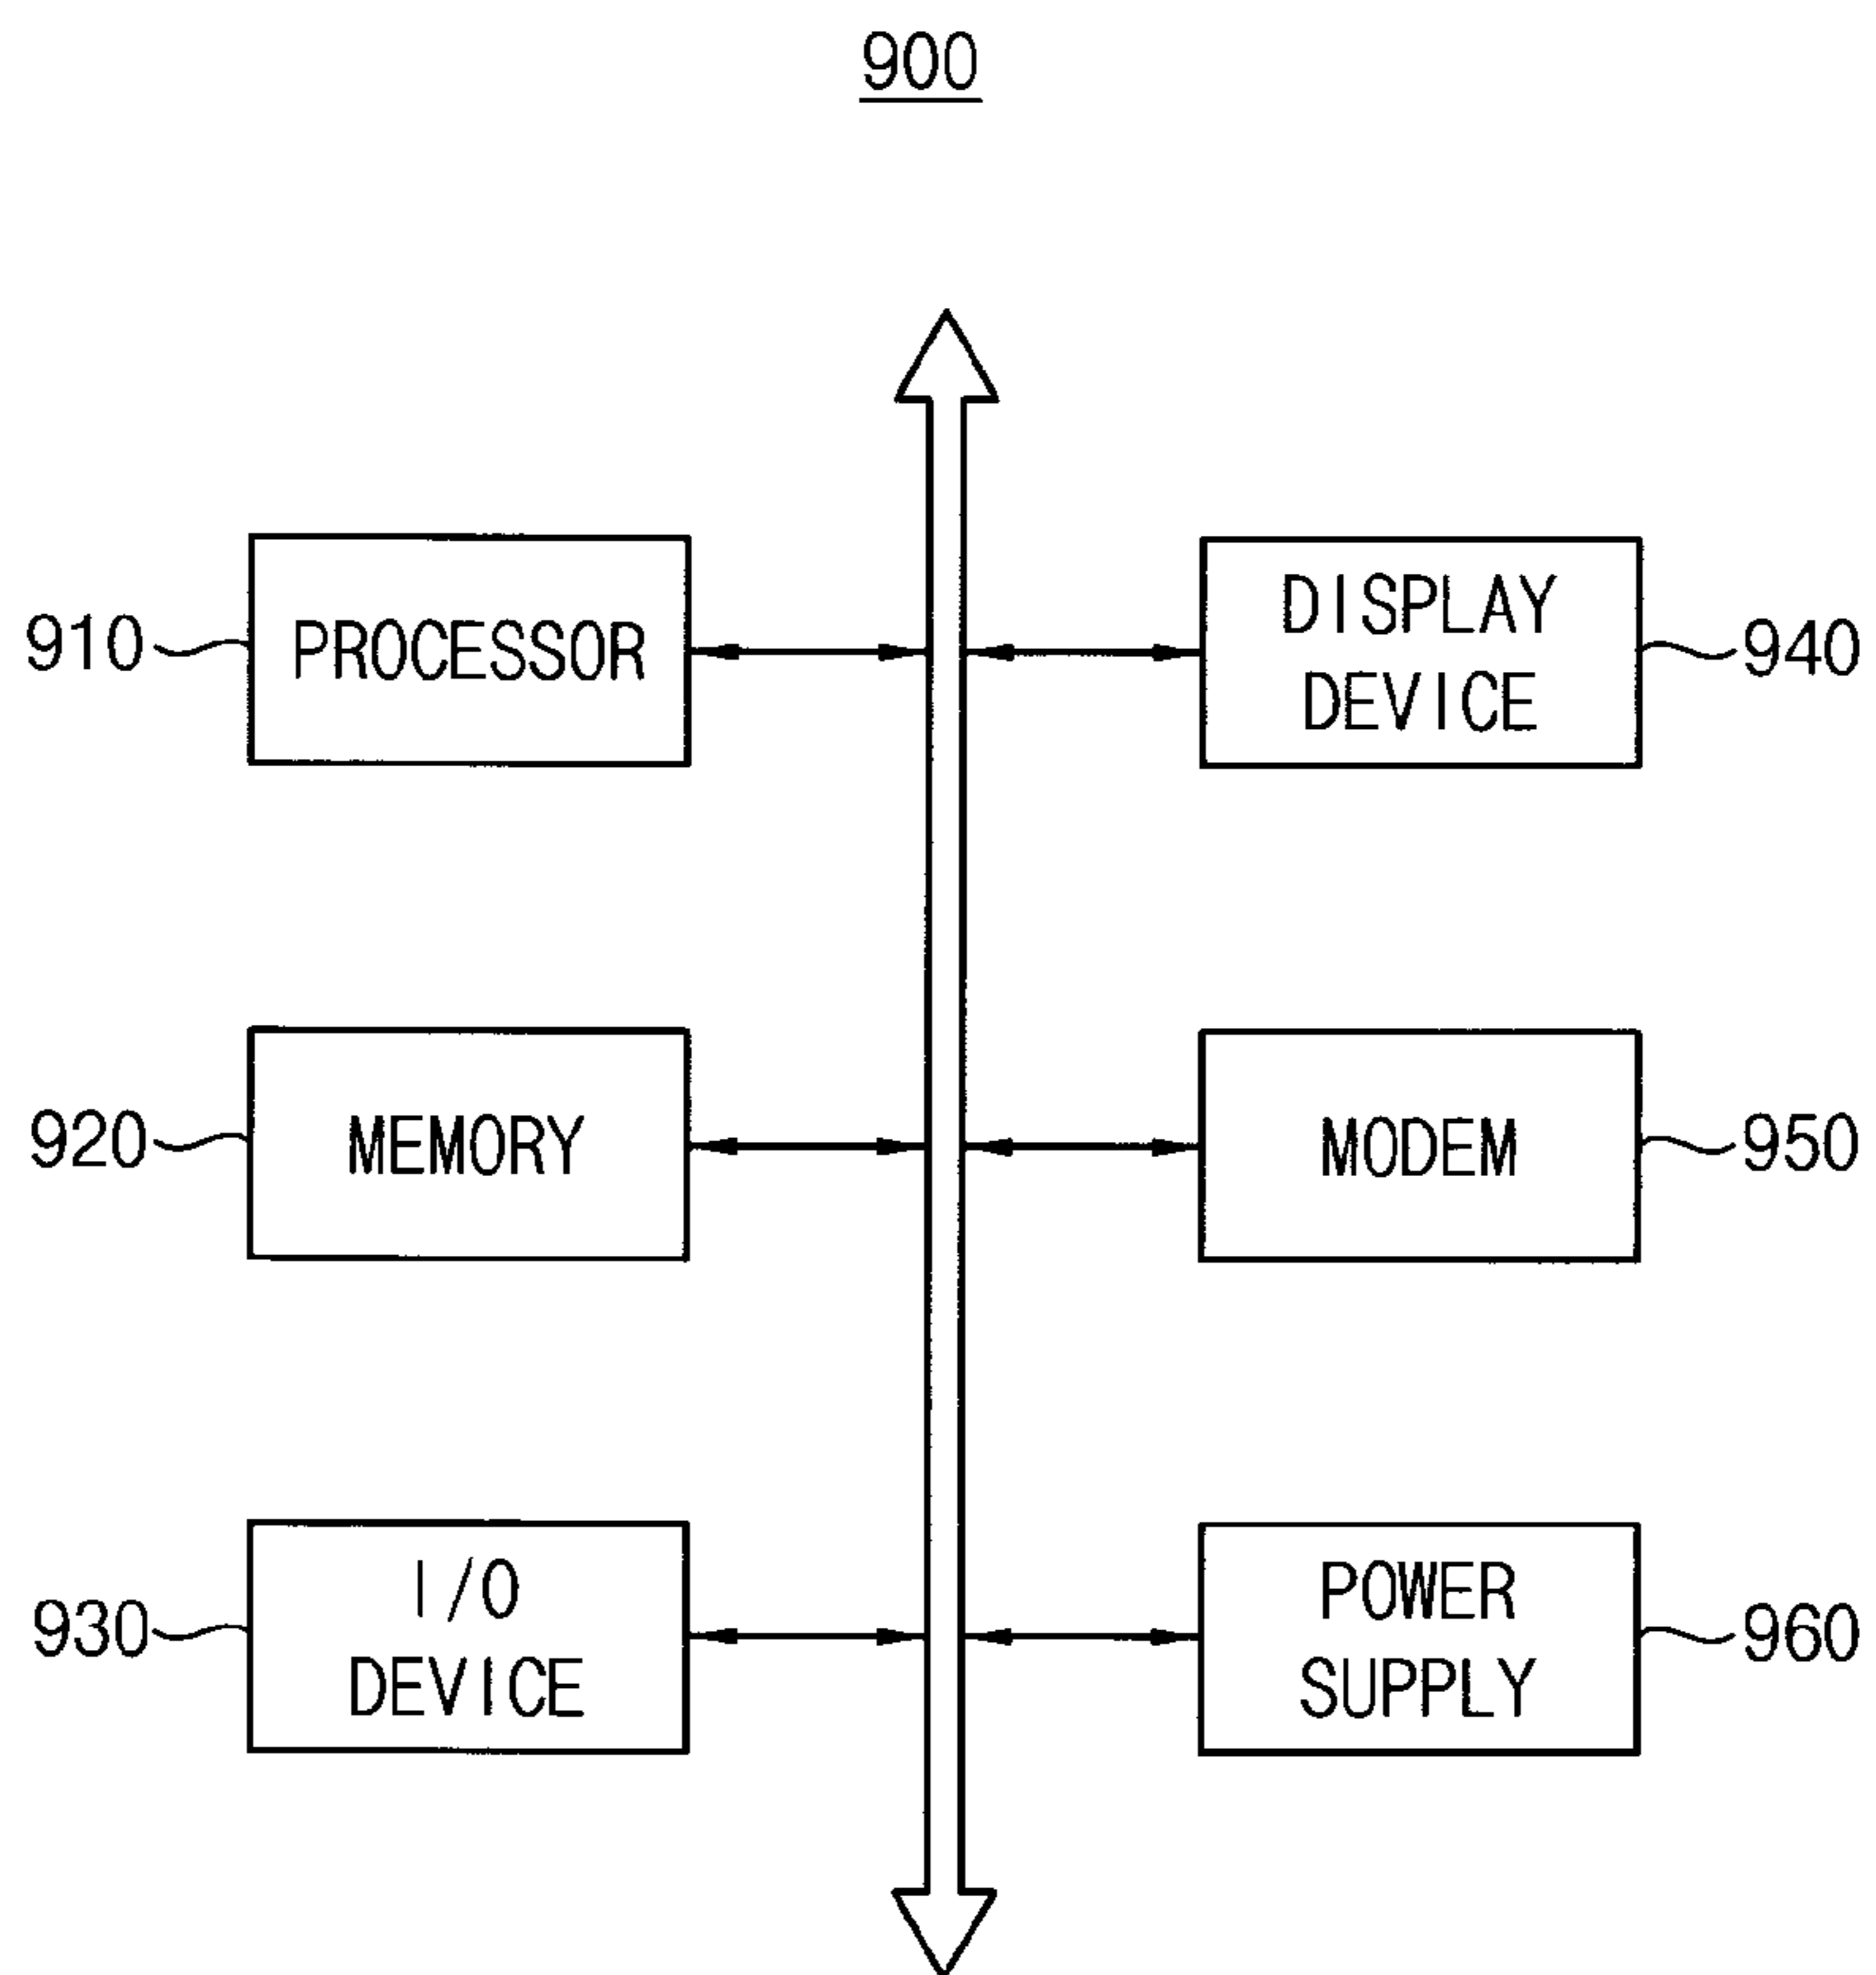 900
910
PROCESSOR
DISPLAY
DEVICE
940
920
MEMORY
MODEM
950
930
I/O
DEVICE
POWER
SUPPLY
960